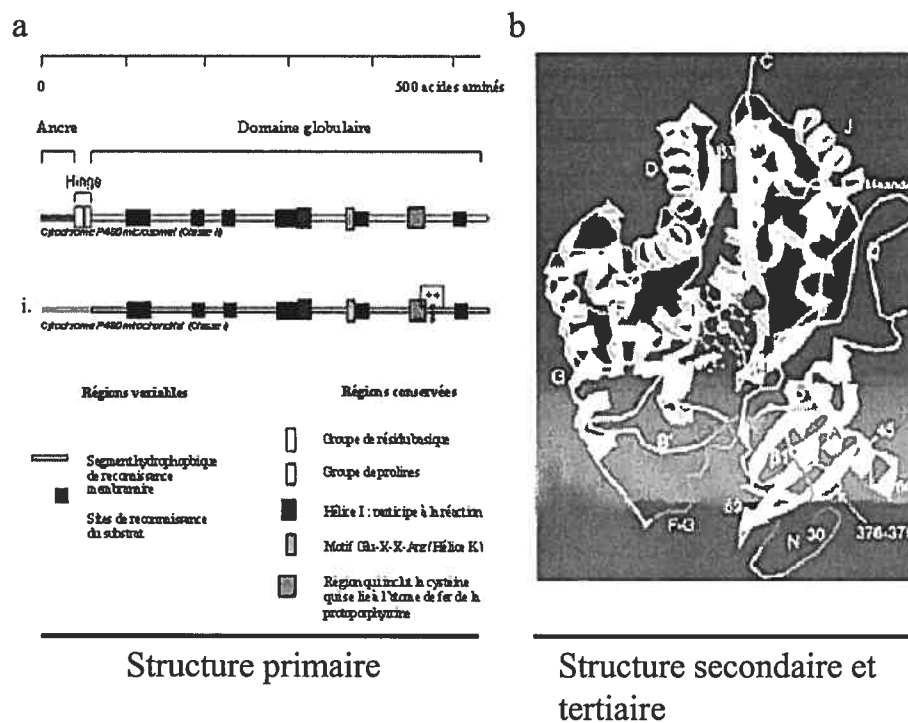 a
b
0
500 acides aminés
Ancre
Domaine globulaire
Hinge
Cytochrome P450 microsomal (Classe II)
i.
++
Cytochrome P450 mitochondrial (Classe I)
Régions variables
Régions conservées
Segment hydrophobique
de reconnaissance
membranaire
Sites de reconnaissance
du substrat
Groupe de résidu basique
Groupe de prolines
Hélice I : participe à la réaction
Motif Glu-X-X-Arg (Hélice K)
Région qui inclut la cystéine
qui se lie à l'atome de fer de la
protoporphyrine
C
J
D
G
F-G
N
30
376-37
Structure primaire
Structure secondaire et
tertiaire